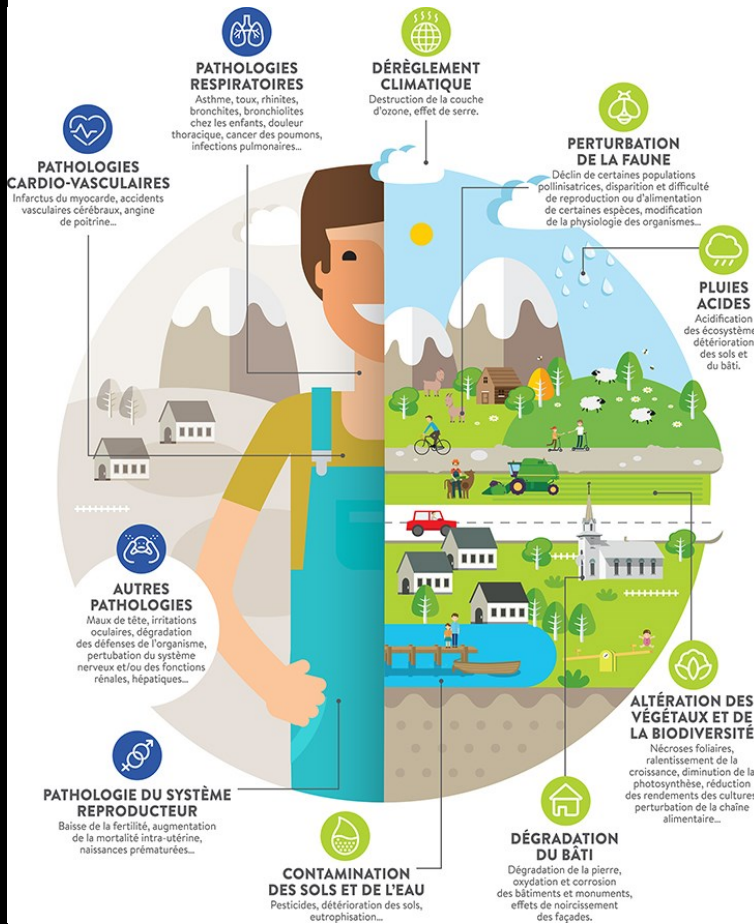 PATHOLOGIES
RESPIRATOIRES
Asthme, toux, rhinites,
bronchites, bronchiolites
chez les enfants, douleur
thoracique, cancer des poumons,
infections pulmonaires...
DÉRÈGLEMENT
CLIMATIQUE
Destruction de la couche
d'ozone, effet de serre.
PATHOLOGIES
CARDIO-VASCULAIRES
Infarctus du myocarde, accidents
vasculaires cérébraux, angine
de poitrine...
PERTURBATION
DE LA FAUNE
Déclin de certaines populations
pollinisatrices, disparition et difficulté
de reproduction ou d'alimentation
de certaines espèces, modification
de la physiologie des organismes...
PLUIES
ACIDES
Acidification
des écosystème
détérioration
des sols et
du bâti.
AUTRES
PATHOLOGIES
Maux de tête, irritations
oculaires, dégradation
des défenses de l'organisme,
pertubation du système
nerveux et/ou des fonctions
rénales, hépatiques...
ALTÉRATION DES
VÉGÉTAUX ET DE
LA BIODIVERSITÉ
Nécroses foliaires,
ralentissement de la
croissance, diminution de la
photosynthèse, réduction
des rendements des cultures
perturbation de la chaîne
alimentaire...
PATHOLOGIE DU SYSTÈME
REPRODUCTEUR
Baisse de la fertilité, augmentation
de la mortalité intra-utérine,
naissances prématurées...
CONTAMINATION
DES SOLS ET DE L'EAU
Pesticides, détérioration des sols,
eutrophisation...
DÉGRADATION
DU BÂTI
Dégradation de la pierre,
oxydation et corrosion
des bâtiments et monuments,
effets de noircissement
des façades.